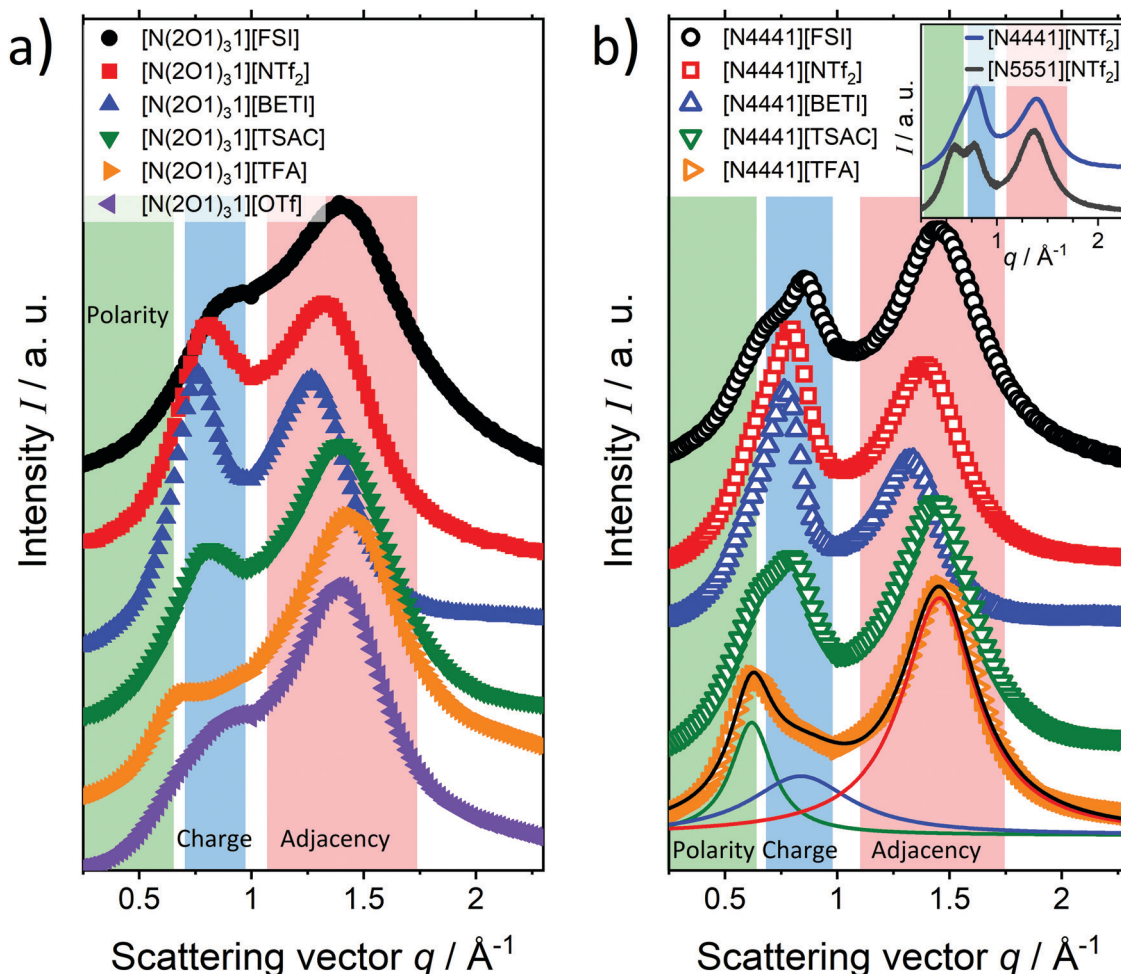 a)
[N(2O1)₃1][FSI]
[N(2O1)₃1][NTf₂]
[N(2O1)₃1][BETI]
[N(2O1)₃1][TSAC]
[N(2O1)₃1][TFA]
[N(2O1)₃1][OTf]
Polarity
Charge
Adjacency
Intensity I / a. u.
0.5
1
1.5
2
Scattering vector q / Å⁻¹
b)
[N4441][FSI]
[N4441][NTf₂]
[N4441][BETI]
[N4441][TSAC]
[N4441][TFA]
[N4441][NTf₂]
[N5551][NTf₂]
I / a. u.
1
2
q / Å⁻¹
Intensity I / a. u.
Polarity
Charge
Adjacency
0.5
1
1.5
2
Scattering vector q / Å⁻¹